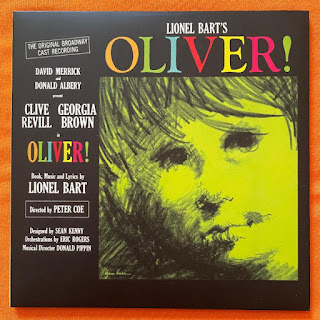 THE ORIGINAL BROADWAY
CAST RECORDING
LIONEL BART'S
OLIVER!
DAVID MERRICK
and
DONALD ALBERY
present
CLIVE REVILL
GEORGIA BROWN
in
OLIVER!
Book, Music and Lyrics by
LIONEL BART
Directed by PETER COE
Designed by SEAN KENNY
Orchestrations by ERIC ROGERS
Musical Director DONALD PIPPIN